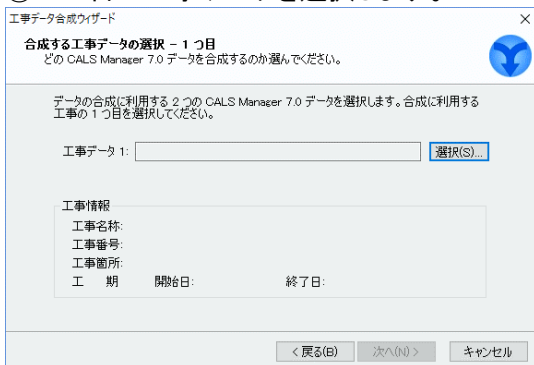 工事データ合成ウィザード
合成する工事データの選択 − 1 つ目
どの CALS Manager 7.0 データを合成するのか選んでください。
データの合成に利用する 2 つの CALS Manager 7.0 データを選択します。合成に利用する
工事の 1 つ目を選択してください。
工事データ 1:
選択(S)...
工事情報
工事名称:
工事番号:
工事箇所:
工　期 開始日: 終了日:
< 戻る(B) 次へ(N) > キャンセル